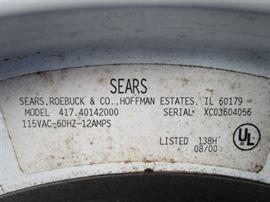 SEARS
SEARS,ROEBUCK & CO.,HOFFMAN ESTATES, IL 60179
MODEL 417.40142000 SERIAL: XC03604056
115VAC-60HZ-12AMPS
LISTED 138H
08/00
UL